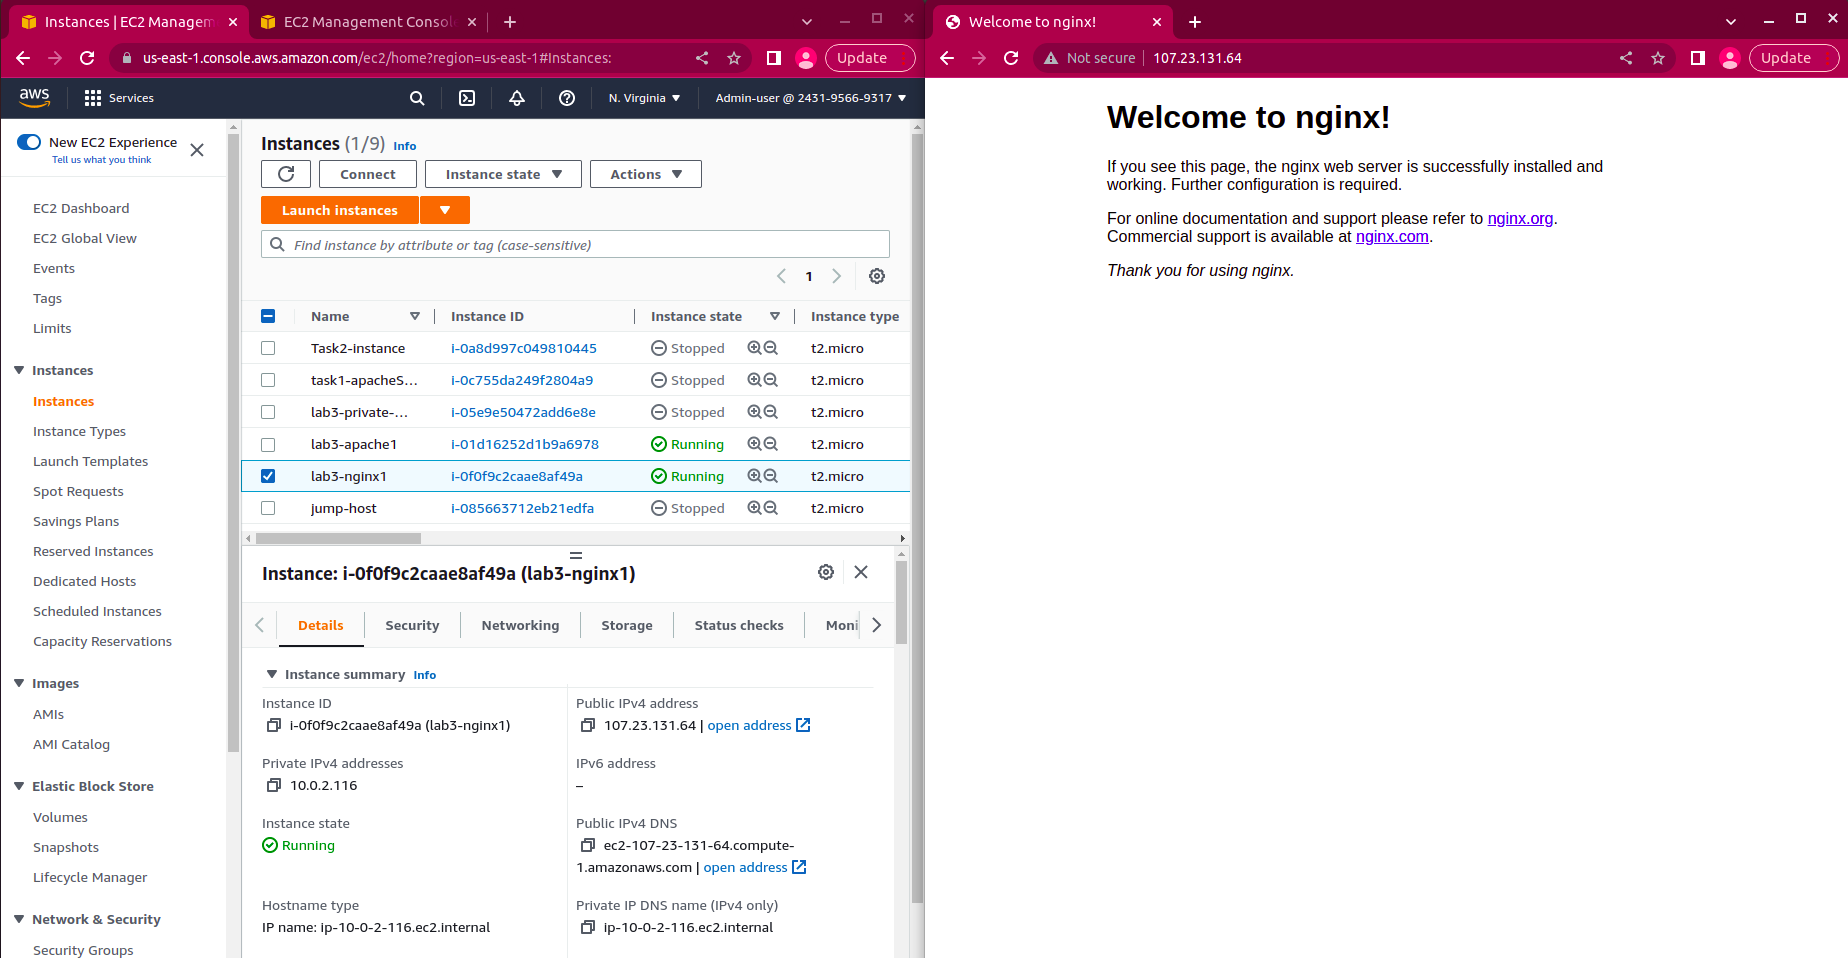 Instances | EC2 Managem
EC2 Management Consol
us-east-1.console.aws.amazon.com/ec2/home?region=us-east-1#Instances:
Update
aws
Services
N. Virginia
Admin-user @ 2431-9566-9317
New EC2 Experience
Tell us what you think
EC2 Dashboard
EC2 Global View
Events
Tags
Limits
Instances
Instances
Instance Types
Launch Templates
Spot Requests
Savings Plans
Reserved Instances
Dedicated Hosts
Scheduled Instances
Capacity Reservations
Images
AMIs
AMI Catalog
Elastic Block Store
Volumes
Snapshots
Lifecycle Manager
Network & Security
Security Groups
Instances (1/9) Info
Connect
Instance state
Actions
Launch instances
Find instance by attribute or tag (case-sensitive)
1
Name Instance ID Instance state Instance type
Task2-instance i-0a8d997c049810445 Stopped t2.micro
task1-apacheS... i-0c755da249f2804a9 Stopped t2.micro
lab3-private-... i-05e9e50472add6e8e Stopped t2.micro
lab3-apache1 i-01d16252d1b9a6978 Running t2.micro
lab3-nginx1 i-0f0f9c2caae8af49a Running t2.micro
jump-host i-085663712eb21edfa Stopped t2.micro
Instance: i-0f0f9c2caae8af49a (lab3-nginx1)
Details Security Networking Storage Status checks Moni
Instance summary Info
Instance ID
i-0f0f9c2caae8af49a (lab3-nginx1)
Public IPv4 address
107.23.131.64 | open address
Private IPv4 addresses
10.0.2.116
IPv6 address
–
Instance state
Running
Public IPv4 DNS
ec2-107-23-131-64.compute-
1.amazonaws.com | open address
Hostname type
IP name: ip-10-0-2-116.ec2.internal
Private IP DNS name (IPv4 only)
ip-10-0-2-116.ec2.internal
Welcome to nginx!
Not secure 107.23.131.64
Update
Welcome to nginx!
If you see this page, the nginx web server is successfully installed and
working. Further configuration is required.
For online documentation and support please refer to nginx.org.
Commercial support is available at nginx.com.
Thank you for using nginx.